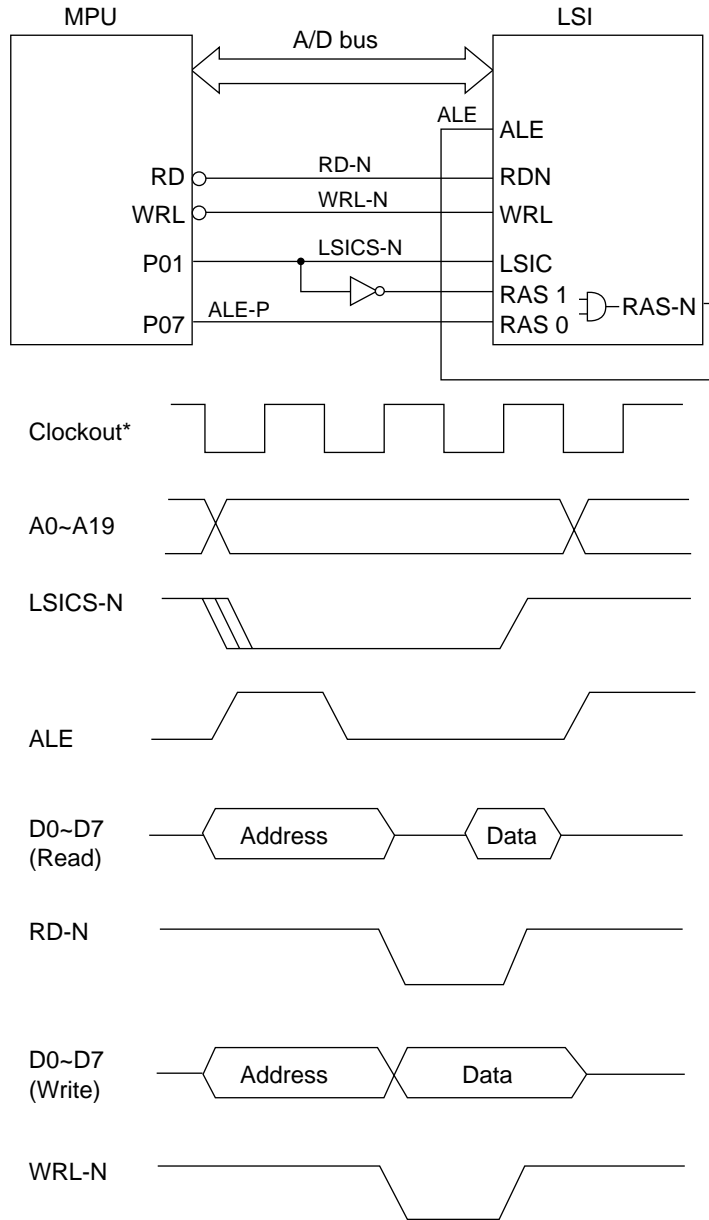 MPU
LSI
A/D bus
ALE
ALE
RD
RD-N
RDN
WRL
WRL-N
WRL
P01
LSICS-N
LSIC
RAS 1
RAS-N
P07
ALE-P
RAS 0
Clockout*
A0~A19
LSICS-N
ALE
D0~D7
(Read)
Address
Data
RD-N
D0~D7
(Write)
Address
Data
WRL-N